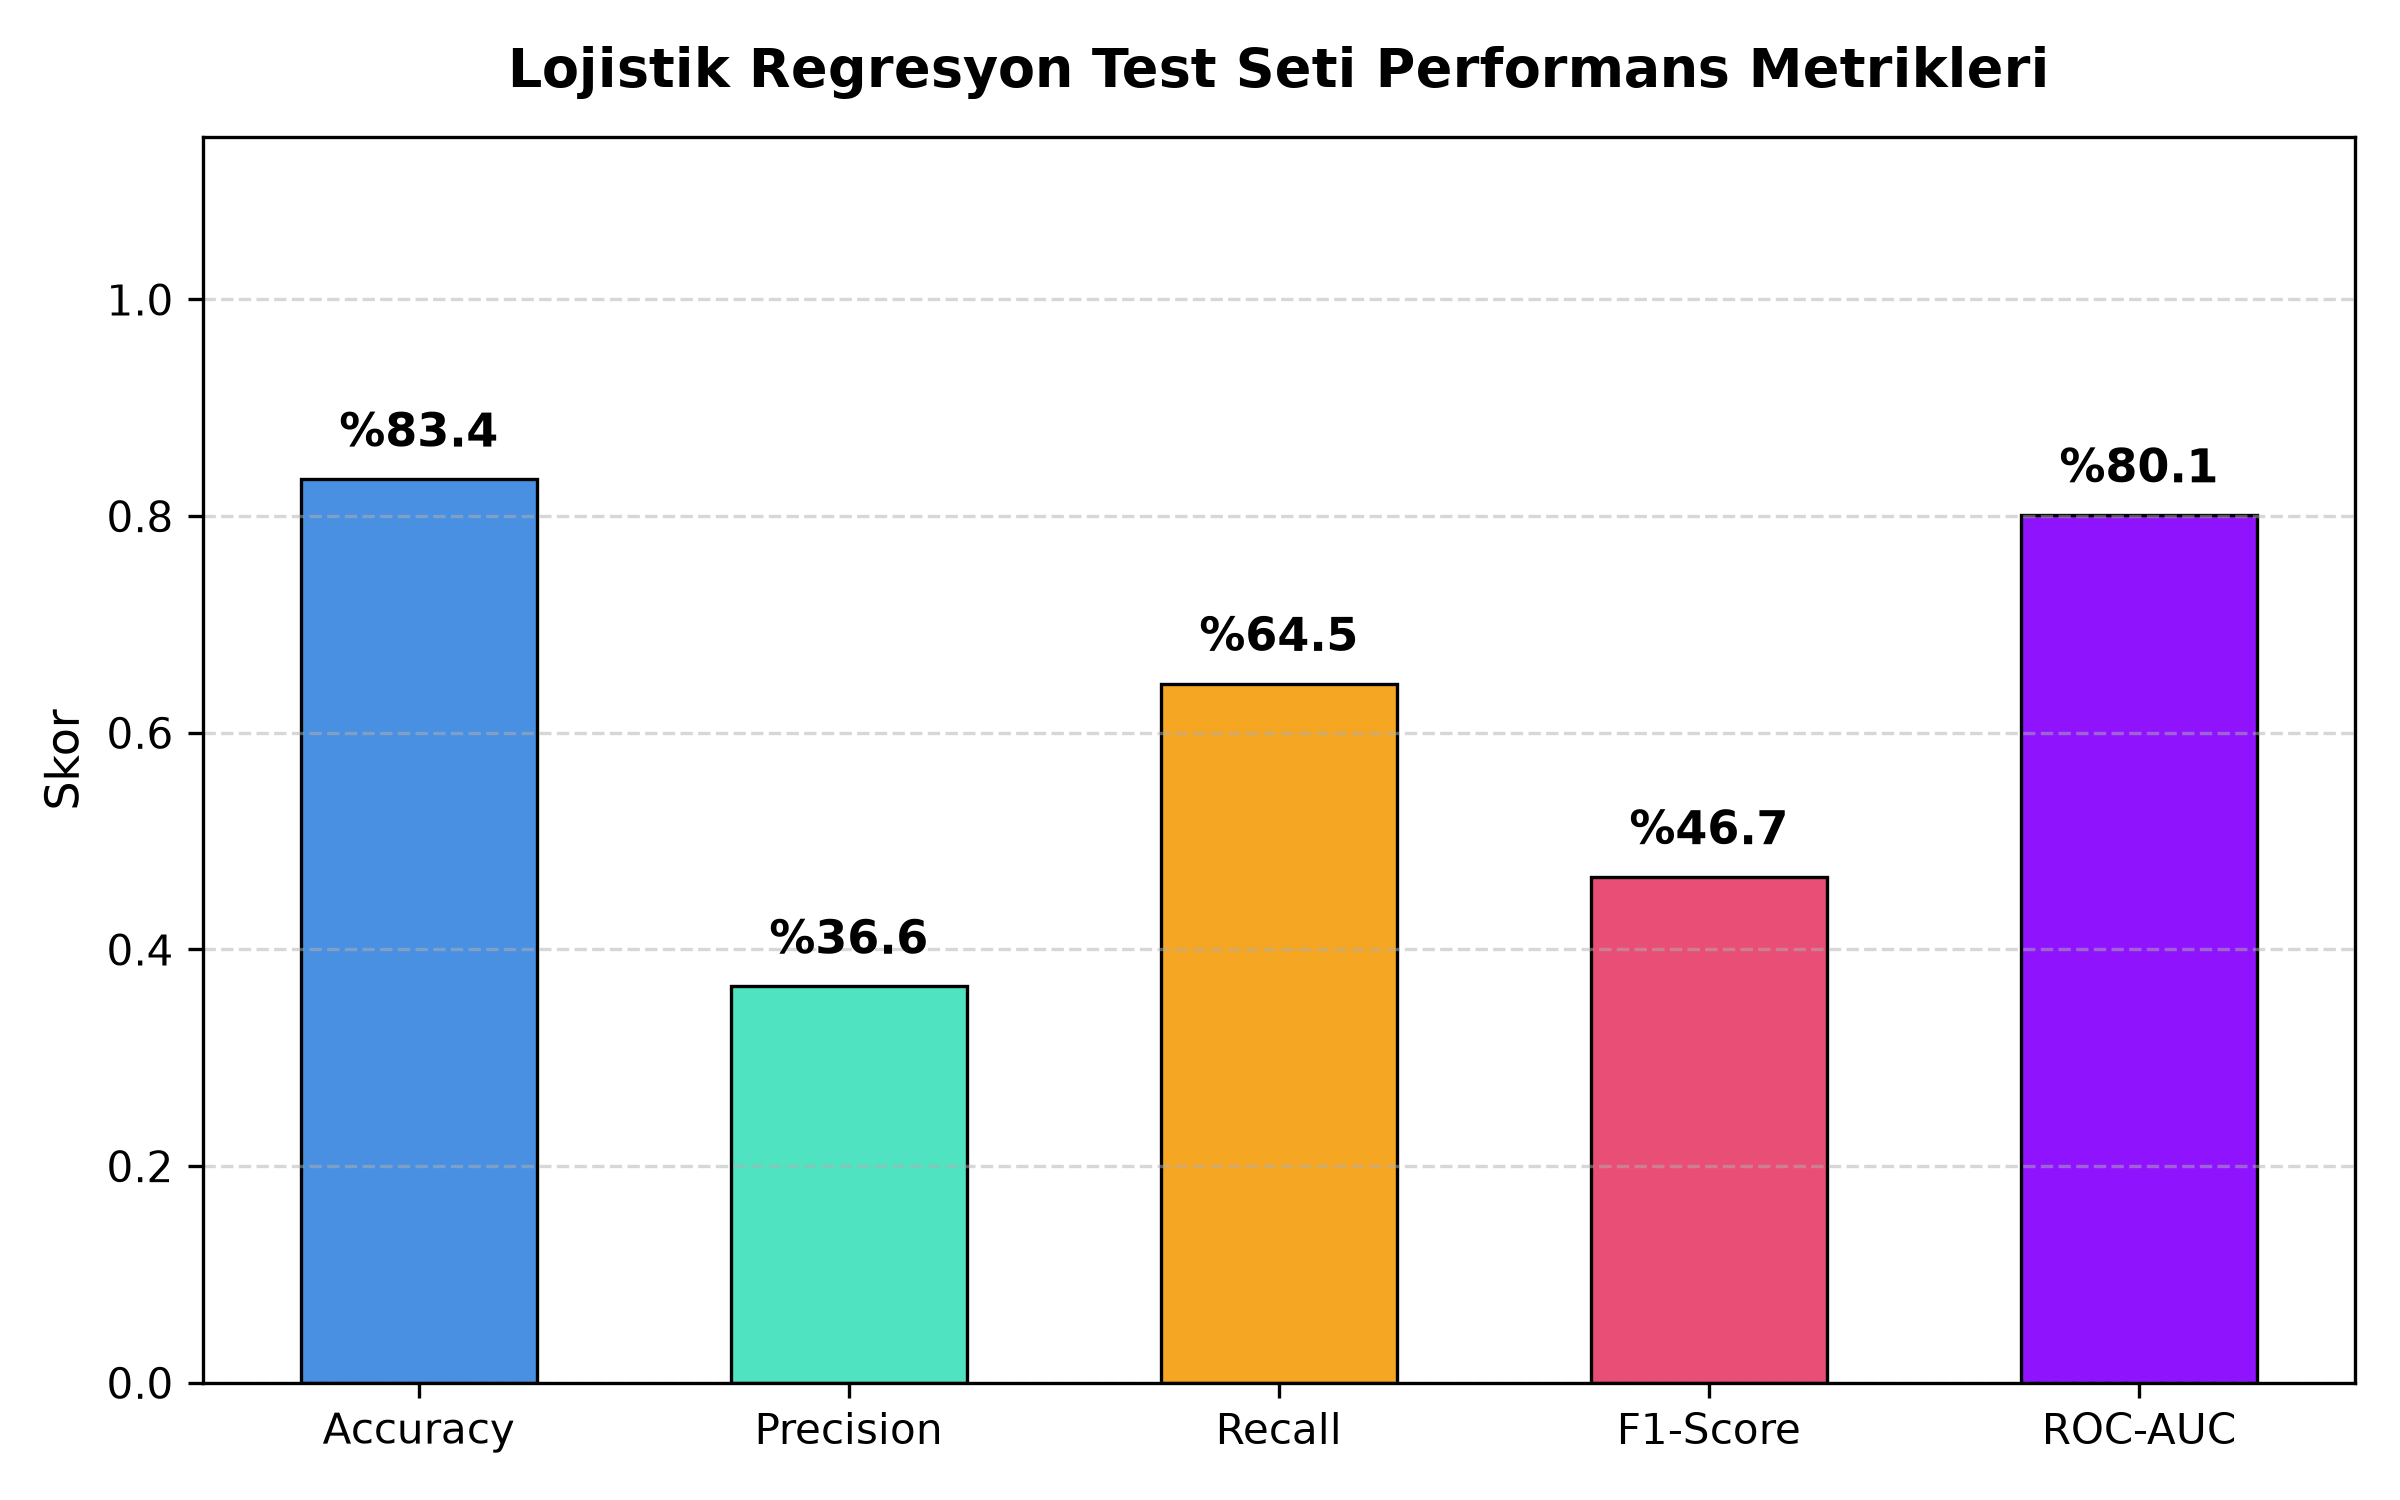 Lojistik Regresyon Test Seti Performans Metrikleri
Skor
1.0
0.8
0.6
0.4
0.2
0.0
%83.4
%36.6
%64.5
%46.7
%80.1
Accuracy
Precision
Recall
F1-Score
ROC-AUC